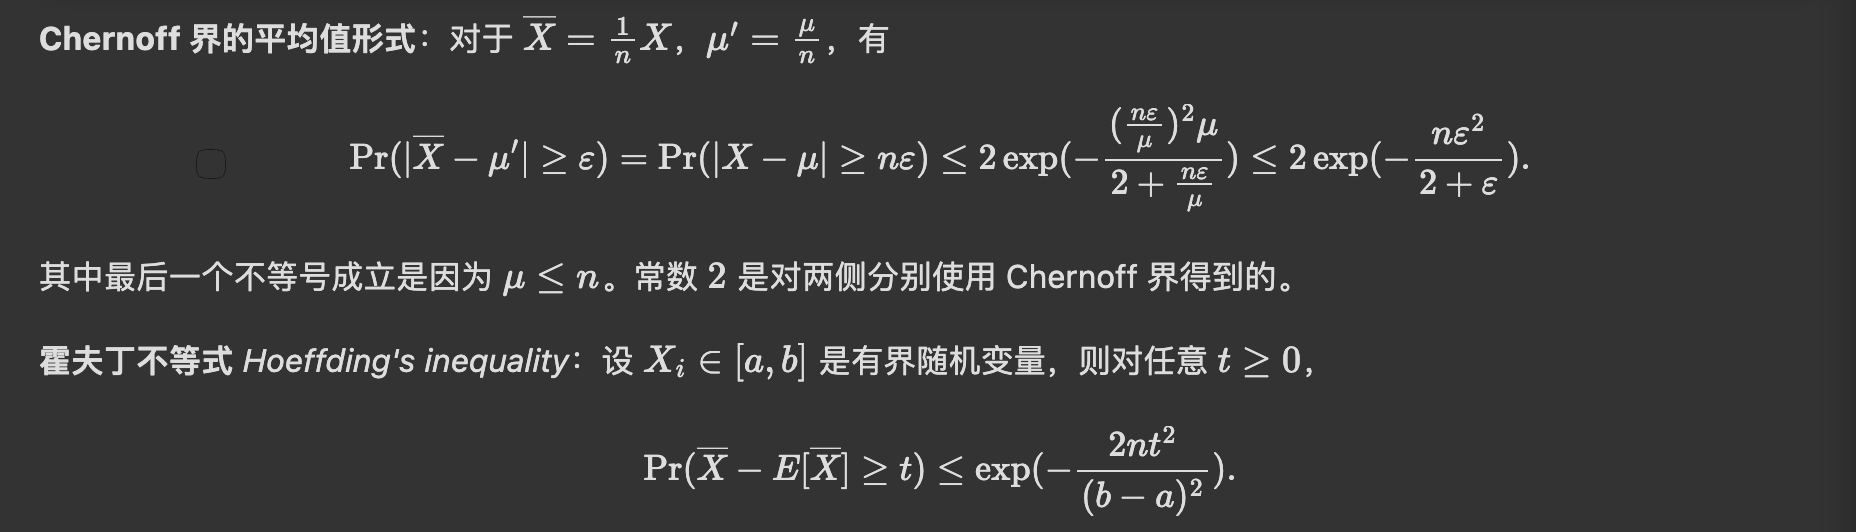 Chernoff 界的平均值形式：对于 $\overline{X} = \frac{1}{n}X$，$\mu' = \frac{\mu}{n}$，有
$\Pr(|\overline{X} - \mu'| \geq \varepsilon) = \Pr(|X - \mu| \geq n\varepsilon) \leq 2\exp(-\frac{(\frac{n\varepsilon}{\mu})^2\mu}{2 + \frac{n\varepsilon}{\mu}}) \leq 2\exp(-\frac{n\varepsilon^2}{2 + \varepsilon}).$
其中最后一个不等号成立是因为 $\mu \leq n$。常数 2 是对两侧分别使用 Chernoff 界得到的。
霍夫丁不等式 Hoeffding's inequality：设 $X_i \in [a, b]$ 是有界随机变量，则对任意 $t \geq 0$,
$\Pr(\overline{X} - E[\overline{X}] \geq t) \leq \exp(-\frac{2nt^2}{(b - a)^2}).$